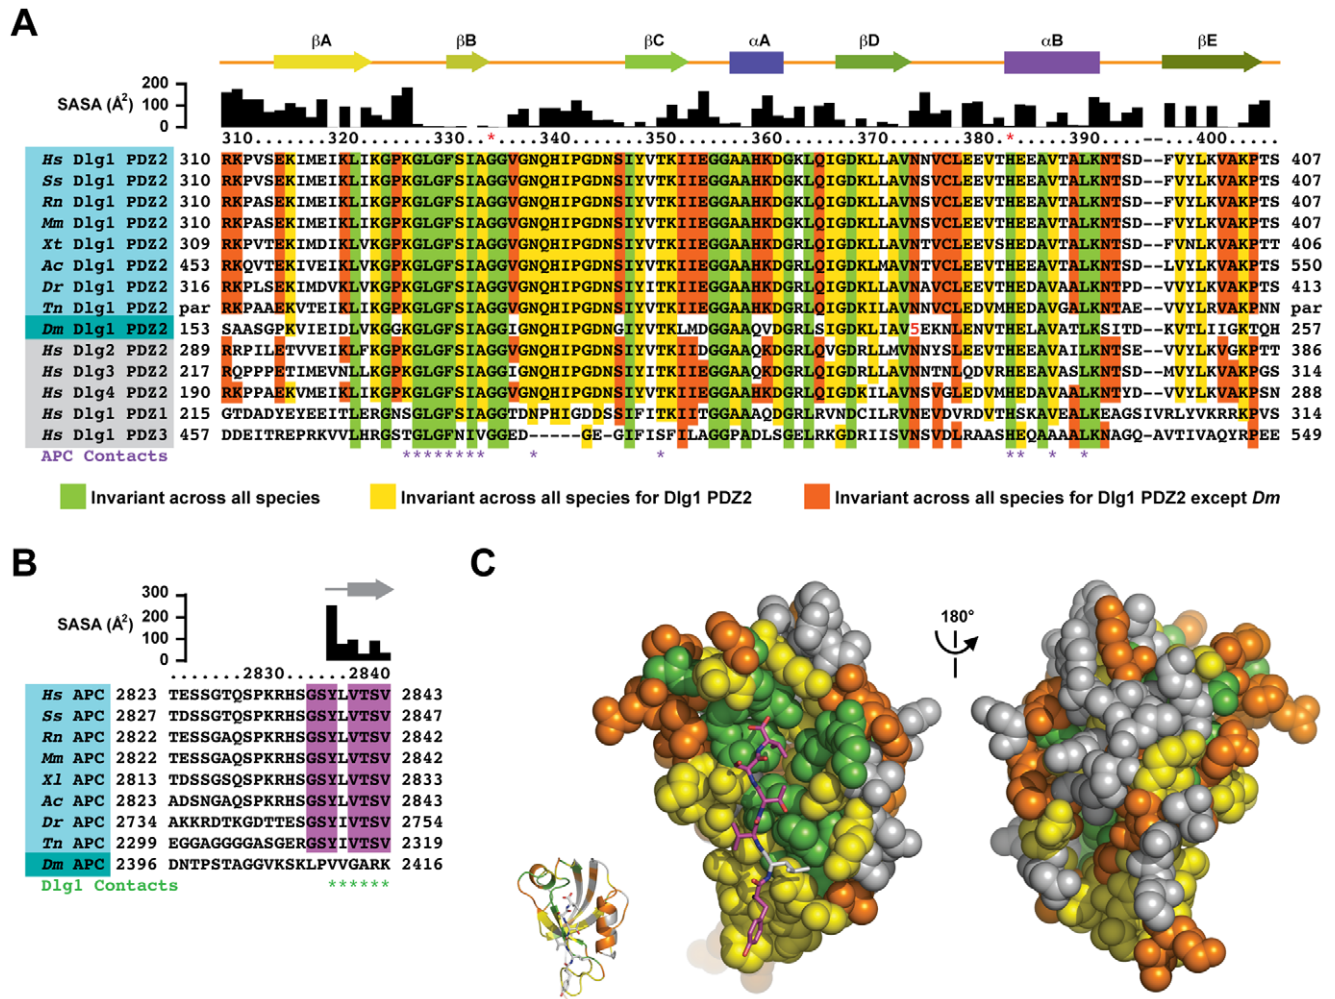 A
βA βB βC αA βD αB βE
200
SASA (Å²) 100
0
* *
310 320 330 340 350 360 370 380 390 400
Hs Dlg1 PDZ2 310 RKPVSEKIMEIKLIKGPKGLGFSIAGGVGNQHIPGDNSIYVTKIIEGGAAHKDGKLQIGDKLLAVNNVCLEEVTHEEAVTALKNTSD--FVYLKVAKPTS 407
Ss Dlg1 PDZ2 310 RKPVSEKIMEIKLIKGPKGLGFSIAGGVGNQHIPGDNSIYVTKIIEGGAAHKDGKLQIGDKLLAVNSVCLEEVTHEEAVTALKNTSD--FVYLKVAKPTS 407
Rn Dlg1 PDZ2 310 RKPASEKIMEIKLIKGPKGLGFSIAGGVGNQHIPGDNSIYVTKIIEGGAAHKDGKLQIGDKLLAVNSVCLEEVTHEEAVTALKNTSD--FVYLKVAKPTS 407
Mm Dlg1 PDZ2 310 RKPASEKIMEIKLIKGPKGLGFSIAGGVGNQHIPGDNSIYVTKIIEGGAAHKDGKLQIGDKLLAVNSVCLEEVTHEEAVTALKNTSD--FVYLKVAKPTS 407
Xt Dlg1 PDZ2 309 RKPVTEKIMDIKLVKGPKGLGFSIAGGVGNQHIPGDNSIYVTKIIEGGAAHKDGRLQIGDKLLAVNTVCLEEVSHEDAVTALKNTSD--FVNLKVAKPTT 406
Ac Dlg1 PDZ2 453 RKQVTEKIVEIKLVKGPKGLGFSIAGGVGNQHIPGDNSIYVTKIIEGGAAHKDGRLQIGDKLMAVNTVCLEEVTHEDAVTALKNTPD--LVYLKVAKPTS 550
Dr Dlg1 PDZ2 316 RKPLSEKIMDVKLVKGPKGLGFSIAGGVGNQHIPGDNSIYVTKIIEGGAAHKDGRLQIGDKLLAVNAVCLEEVTHEDAVTALKNTSD--VVYLKVAKPTS 413
Tn Dlg1 PDZ2 par RKPAAEKVTEIKLIKGPKGLGFSIAGGVGNQHIPGDNSIYVTKIIEGGAAHKDGRLQIGDKLLAVNTVCLEDVMHEDAVGALKNTAE--VVYLKVAKPNN par
Dm Dlg1 PDZ2 153 SAASGPKVIEIDLVKGGKGLGFSIAGGIGNQHIPGDNGIYVTKLMDGGAAQVDGRLSIGDKLIAV5EKNLENVTHELAVATLKSITD--KVTLIIGKTQH 257
Hs Dlg2 PDZ2 289 RRPILETVVEIKLFKGPKGLGFSIAGGVGNQHIPGDNSIYVTKIIDGGAAQKDGRLQVGDRLLMVNNYSLEEVTHEEAVAILKNTSE--VVYLKVGKPTT 386
Hs Dlg3 PDZ2 217 RQPPPETIMEVNLLKGPKGLGFSIAGGIGNQHIPGDNSIYITKIIEGGAAQKDGRLQIGDRLLAVNNTNLQDVRHEEAVASLKNTSD--MVYLKVAKPGS 314
Hs Dlg4 PDZ2 190 RKPPAEKVMEIKLIKGPKGLGFSIAGGVGNQHIPGDNSIYVTKIIEGGAAHKDGRLQIGDKILAVNSVGLEDVMHEDAVAALKNTYD--VVYLKVAKPSN 288
Hs Dlg1 PDZ1 215 GTDADYEYEEITLERGNSGLGFSIAGGTDNPHIGDDSSIFITKIITGGAAAQDGRLRVNDCILRVNEVDVRDVTHSKAVEALKEAGSIVRLYVKRRKPVS 314
Hs Dlg1 PDZ3 457 DDEITREPRKVVLHRGSTGLGFNIVGGED-----GE-GIFISFILAGGPADLSGELRKGDRIISVNSVDLRAASHEQAAAALKNAGQ-AVTIVAQYRPEE 549
APC Contacts ******** * * ** * *
Invariant across all species Invariant across all species for Dlg1 PDZ2 Invariant across all species for Dlg1 PDZ2 except Dm
B
300
200
SASA (Å²)
100
0
2830 2840
Hs APC 2823 TESSGTQSPKRHSGSYLVTSV 2843
Ss APC 2827 TDSSGTQSPKRHSGSYLVTSV 2847
Rn APC 2822 TESSGAQSPKRHSGSYLVTSV 2842
Mm APC 2822 TESSGAQSPKRHSGSYLVTSV 2842
Xl APC 2813 TDSSGSQSPKRHSGSYLVTSV 2833
Ac APC 2823 ADSNGAQSPKRHSGSYLVTSV 2843
Dr APC 2734 AKKRDTKGDTTESGSYIVTSV 2754
Tn APC 2299 EGGAGGGGASGERGSYIVTSV 2319
Dm APC 2396 DNTPSTAGGVKSKLPVVGARK 2416
Dlg1 Contacts ******
C
180°